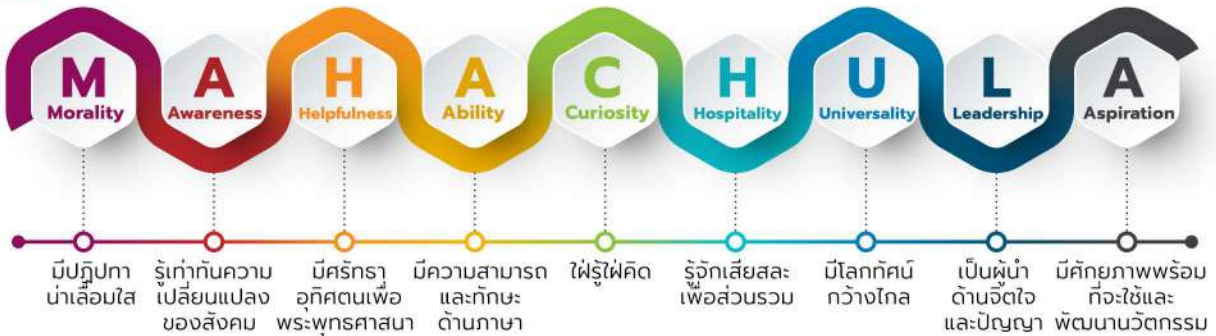 M A H A C H U L A
Morality Awareness Helpfulness Ability Curiosity Hospitality Universality Leadership Aspiration
มีปฏิปทา
น่าเลื่อมใส
รู้เท่าทันความ
เปลี่ยนแปลง
ของสังคม
มีศรัทธา
อุทิศตนเพื่อ
พระพุทธศาสนา
มีความสามารถ
และทักษะ
ด้านภาษา
ใฝ่รู้ใฝ่คิด
รู้จักเสียสละ
เพื่อส่วนรวม
มีโลกทัศน์
กว้างไกล
เป็นผู้นำ
ด้านจิตใจ
และปัญญา
มีศักยภาพพร้อม
ที่จะใช้และ
พัฒนานวัตกรรม